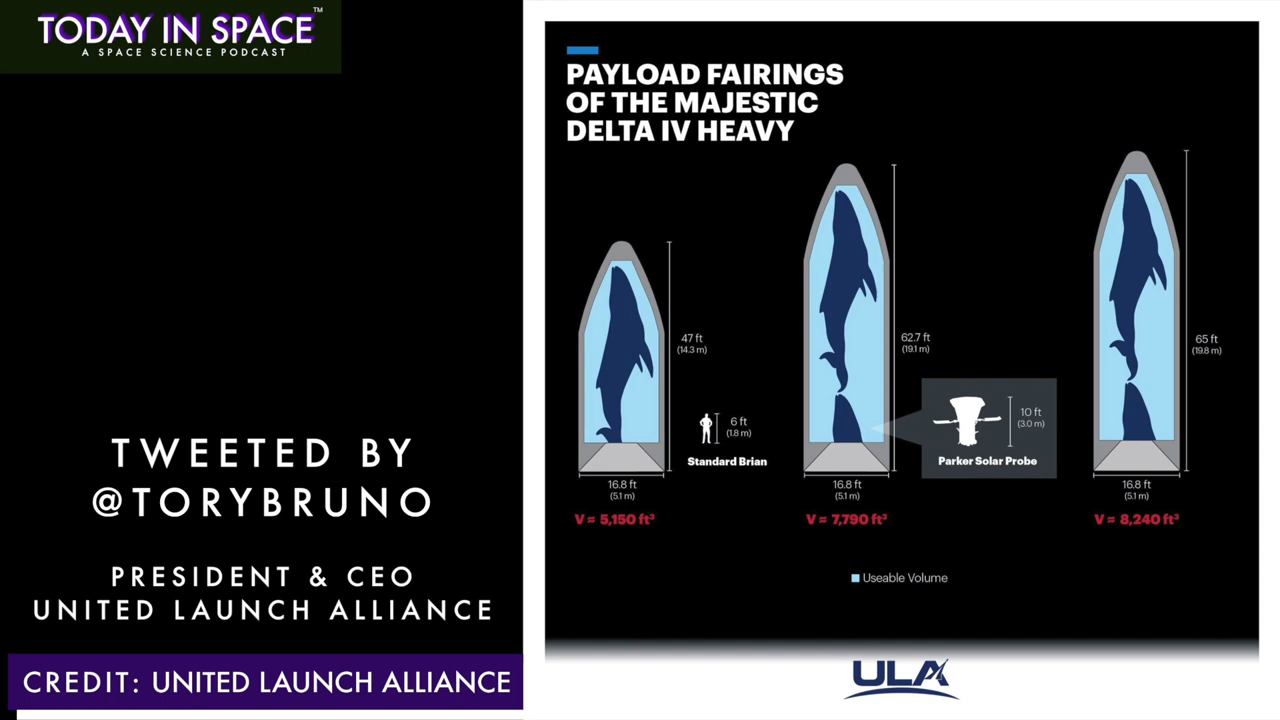 TODAY IN SPACE™
A SPACE SCIENCE PODCAST
TWEETED BY
@TORYBRUNO
PRESIDENT & CEO
UNITED LAUNCH ALLIANCE
CREDIT: UNITED LAUNCH ALLIANCE
PAYLOAD FAIRINGS
OF THE MAJESTIC
DELTA IV HEAVY
47 ft
(14.3 m)
16.8 ft
(5.1 m)
V = 5,150 ft³
6 ft
(1.8 m)
Standard Brian
62.7 ft
(19.1 m)
16.8 ft
(5.1 m)
V = 7,790 ft³
10 ft
(3.0 m)
Parker Solar Probe
65 ft
(19.8 m)
16.8 ft
(5.1 m)
V = 8,240 ft³
Useable Volume
ULA